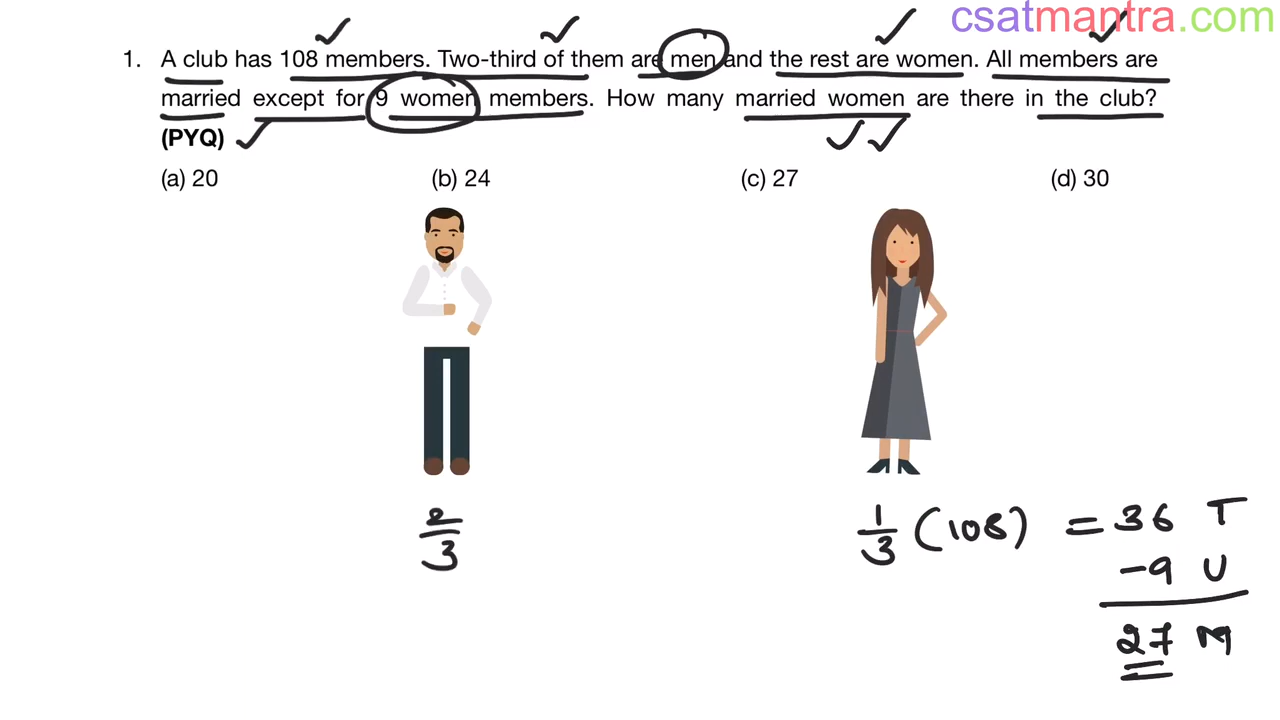 csatmantra.com
1. A club has 108 members. Two-third of them are men and the rest are women. All members are
married except for 9 women members. How many married women are there in the club?
(PYQ)
(a) 20 (b) 24 (c) 27 (d) 30
2/3 1/3 (108) = 36 T
-9 U
27 M